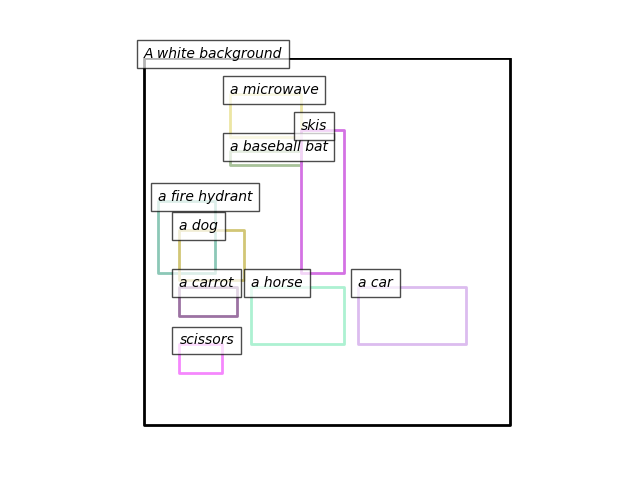 A white background
a microwave
skis
a baseball bat
a fire hydrant
a dog
a carrot
a horse
a car
scissors